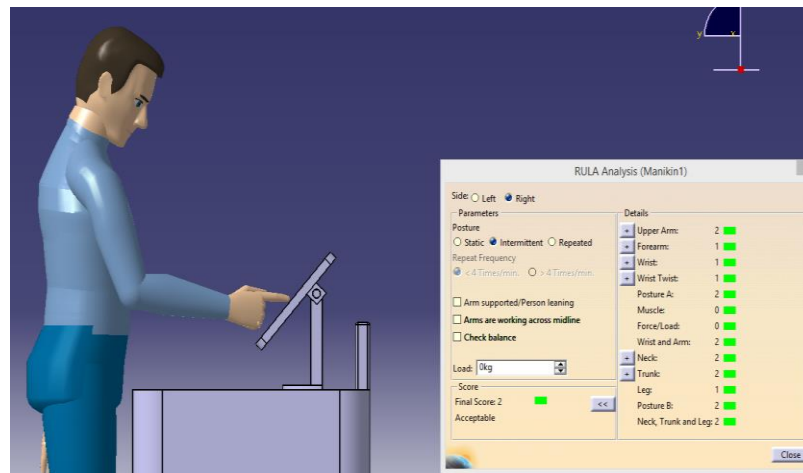 y x
RULA Analysis (Manikin1)
Side: Left Right
Parameters
Posture
Static Intermittent Repeated
Repeat Frequency
< 4 Times/min. > 4 Times/min.
Arm supported/Person leaning
Arms are working across midline
Check balance
Load: 0kg
Score
Final Score: 2 <<
Acceptable
Details
+ Upper Arm: 2
+ Forearm: 1
+ Wrist: 1
+ Wrist Twist: 1
Posture A: 2
Muscle: 0
Force/Load: 0
Wrist and Arm: 2
+ Neck: 2
+ Trunk: 2
Leg: 1
Posture B: 2
Neck, Trunk and Leg: 2
Close